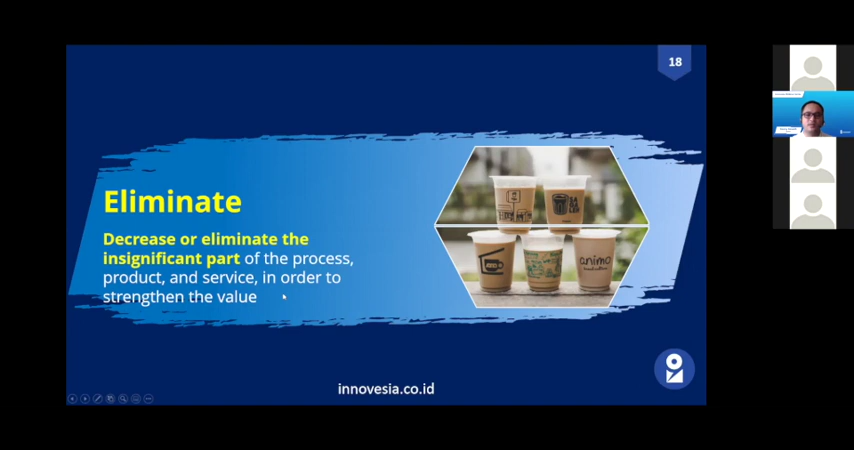 18
Eliminate
Decrease or eliminate the
insignificant part of the process,
product, and service, in order to
strengthen the value
animo
innovesia.co.id